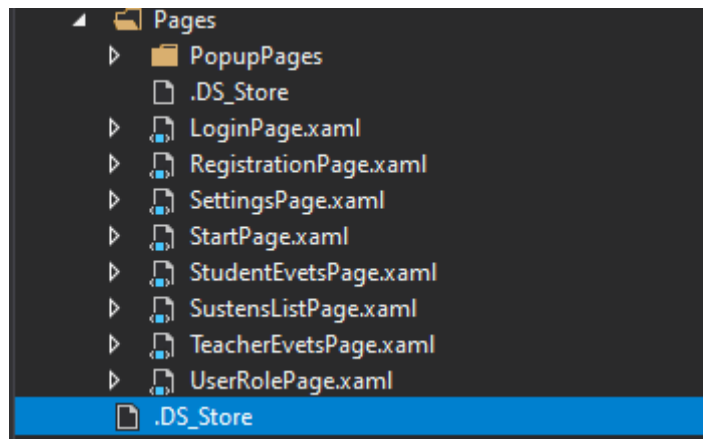 Pages
PopupPages
.DS_Store
LoginPage.xaml
RegistrationPage.xaml
SettingsPage.xaml
StartPage.xaml
StudentEvetsPage.xaml
SustensListPage.xaml
TeacherEvetsPage.xaml
UserRolePage.xaml
.DS_Store